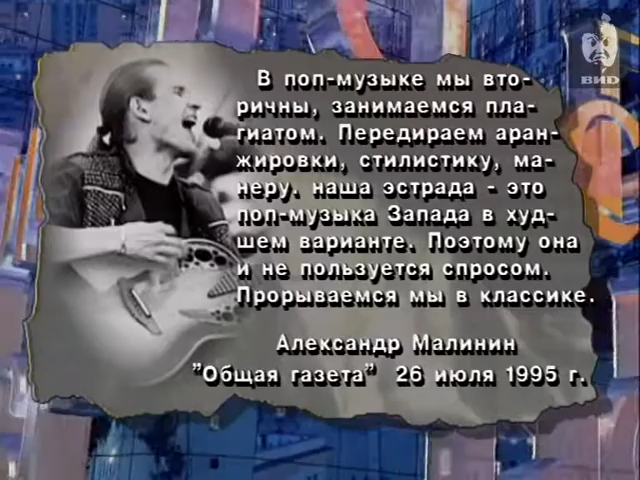 ВИD
В поп-музыке мы вто-
ричны, занимаемся пла-
гиатом. Передираем аран-
жировки, стилистику, ма-
неру. наша эстрада - это
поп-музыка Запада в худ-
шем варианте. Поэтому она
и не пользуется спросом.
Прорываемся мы в классике.
Александр Малинин
"Общая газета" 26 июля 1995 г.